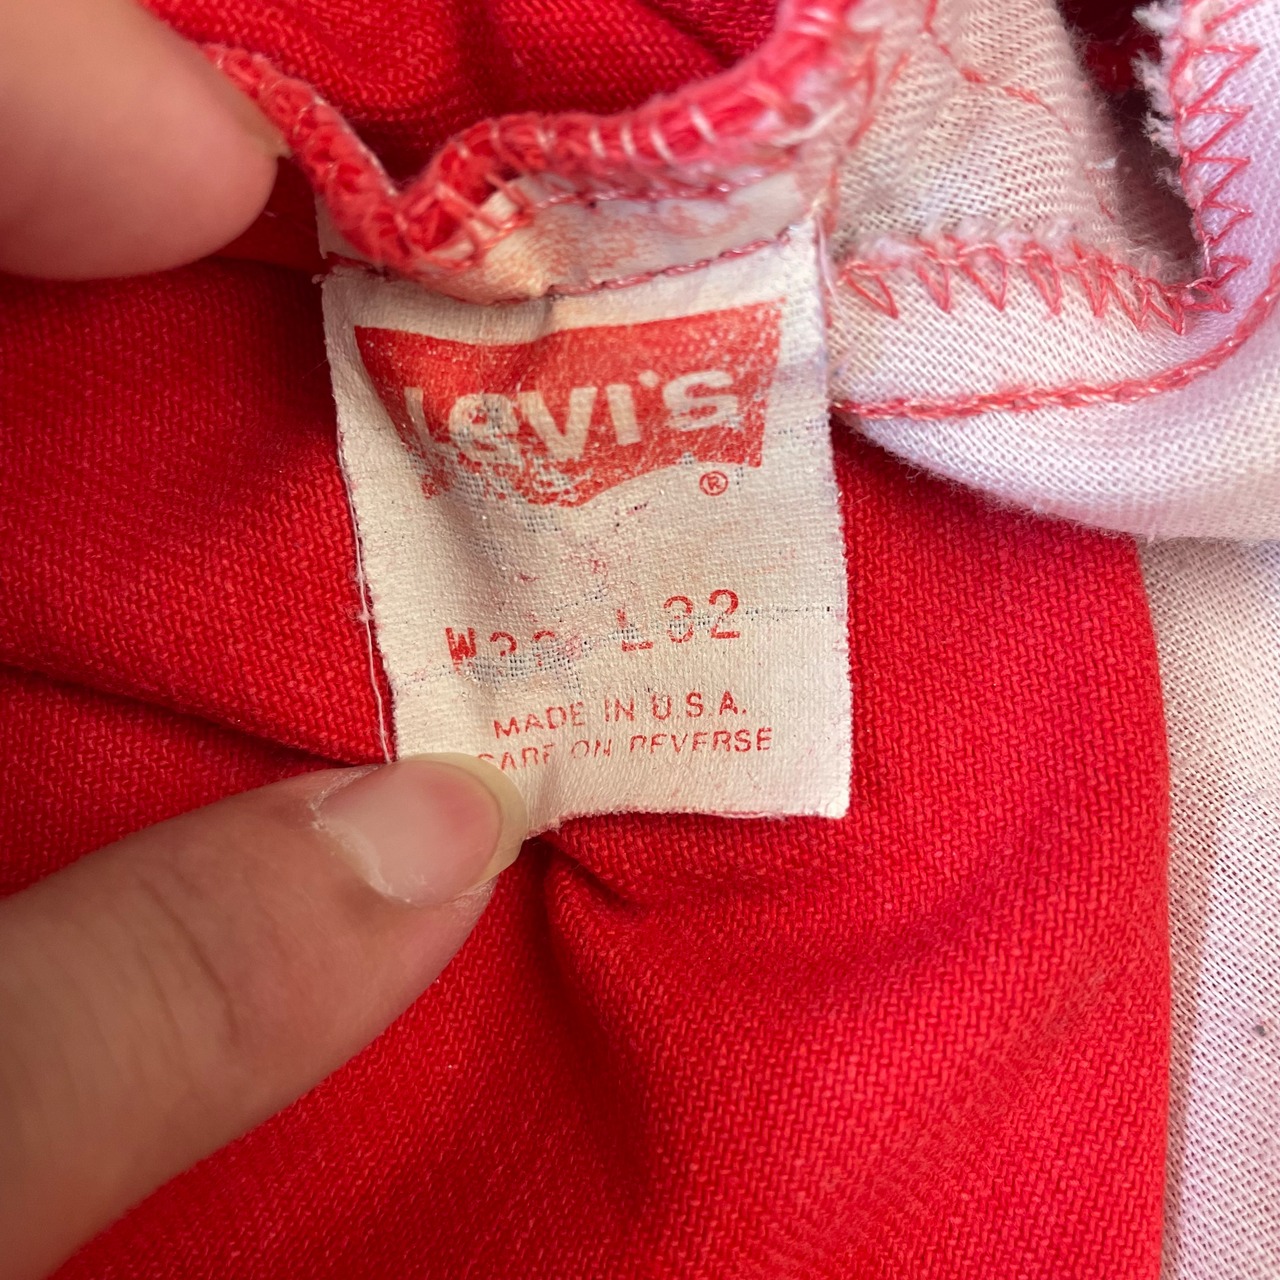 Levi's
®
L32
MADE IN U.S.A.
CARE ON REVERSE